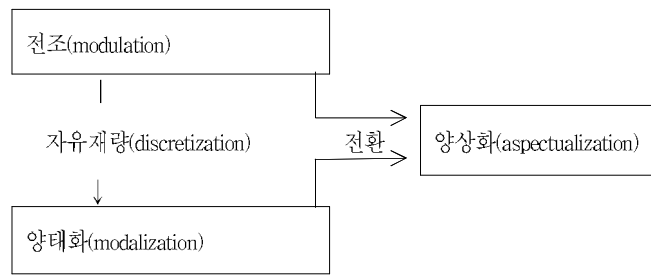 전조(modulation)
자유재량(discretization)
전환
양상화(aspectualization)
양태화(modalization)